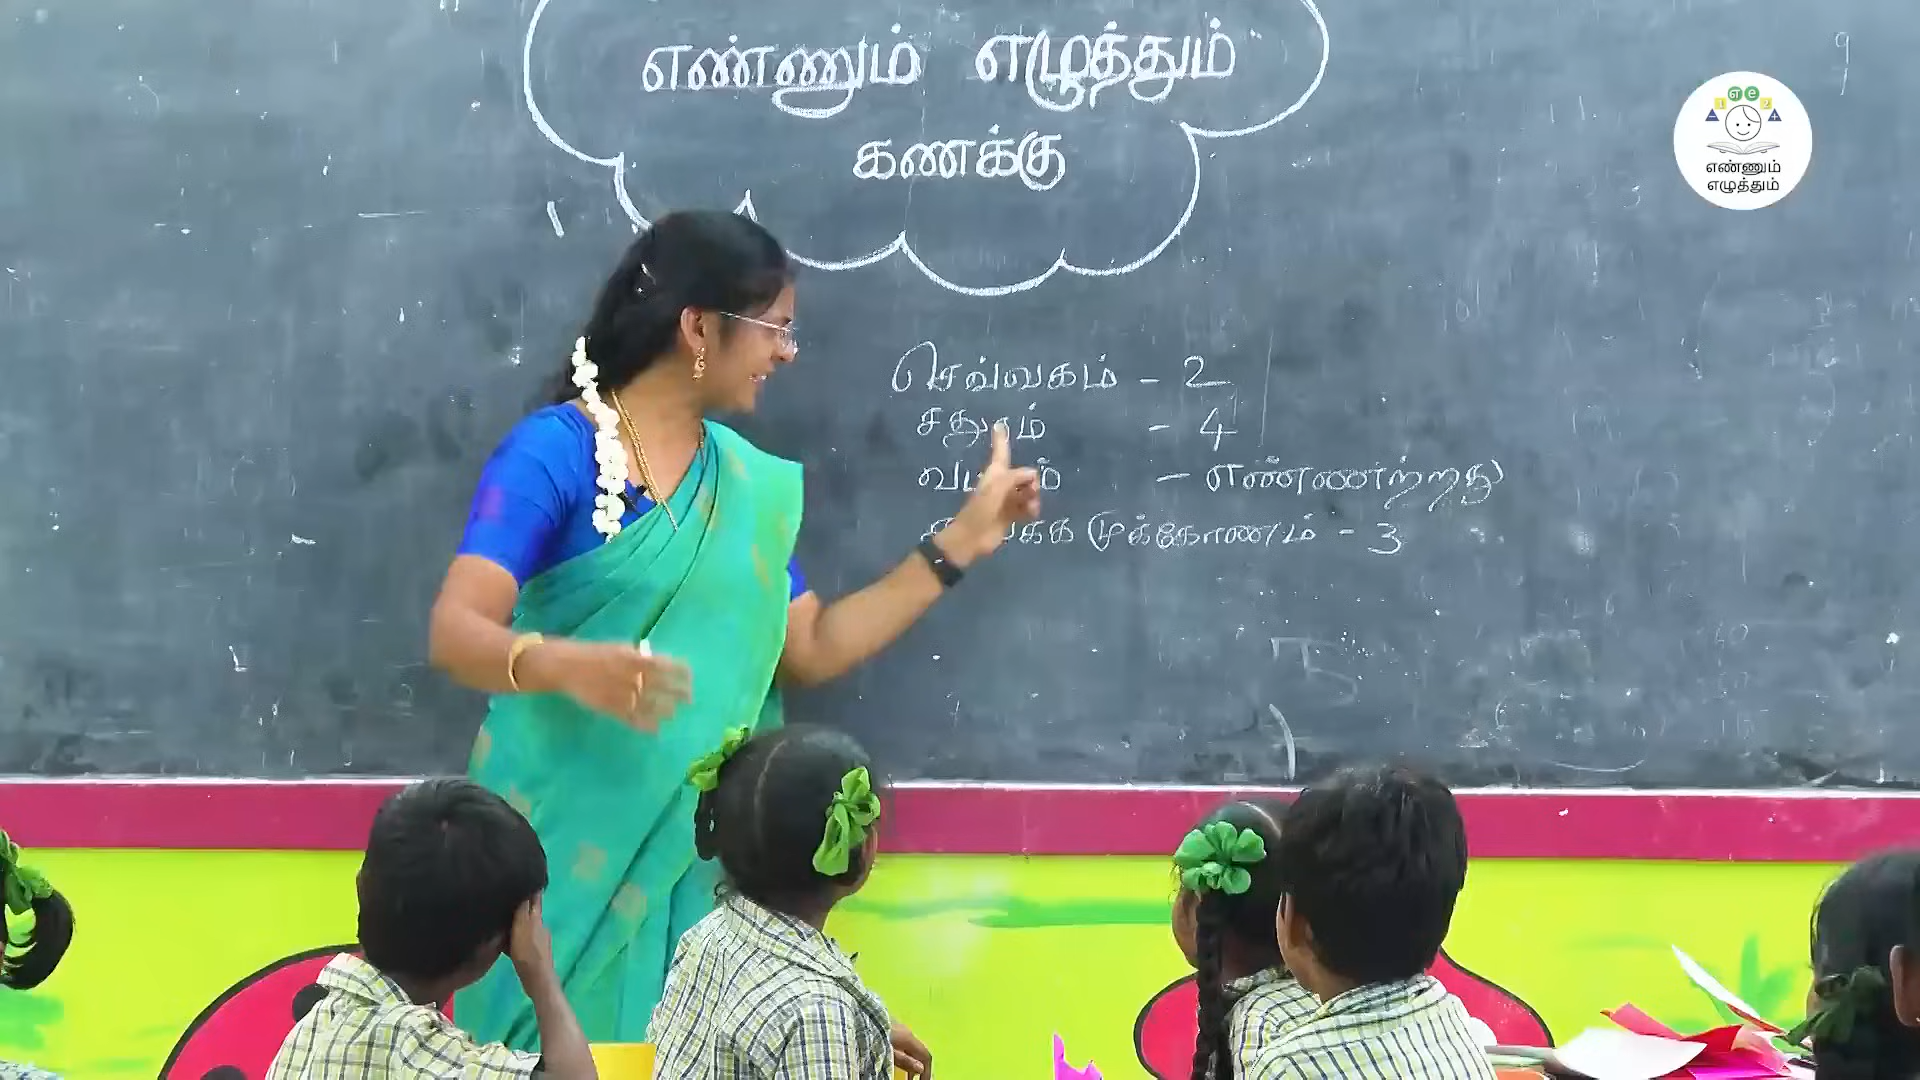 எண்ணும் எழுத்தும்
கணக்கு
எண்ணும்
எழுத்தும்
செவ்வகம் - 2
சதுரம் - 4
- எண்ணற்றது
முக்கோணம் - 3